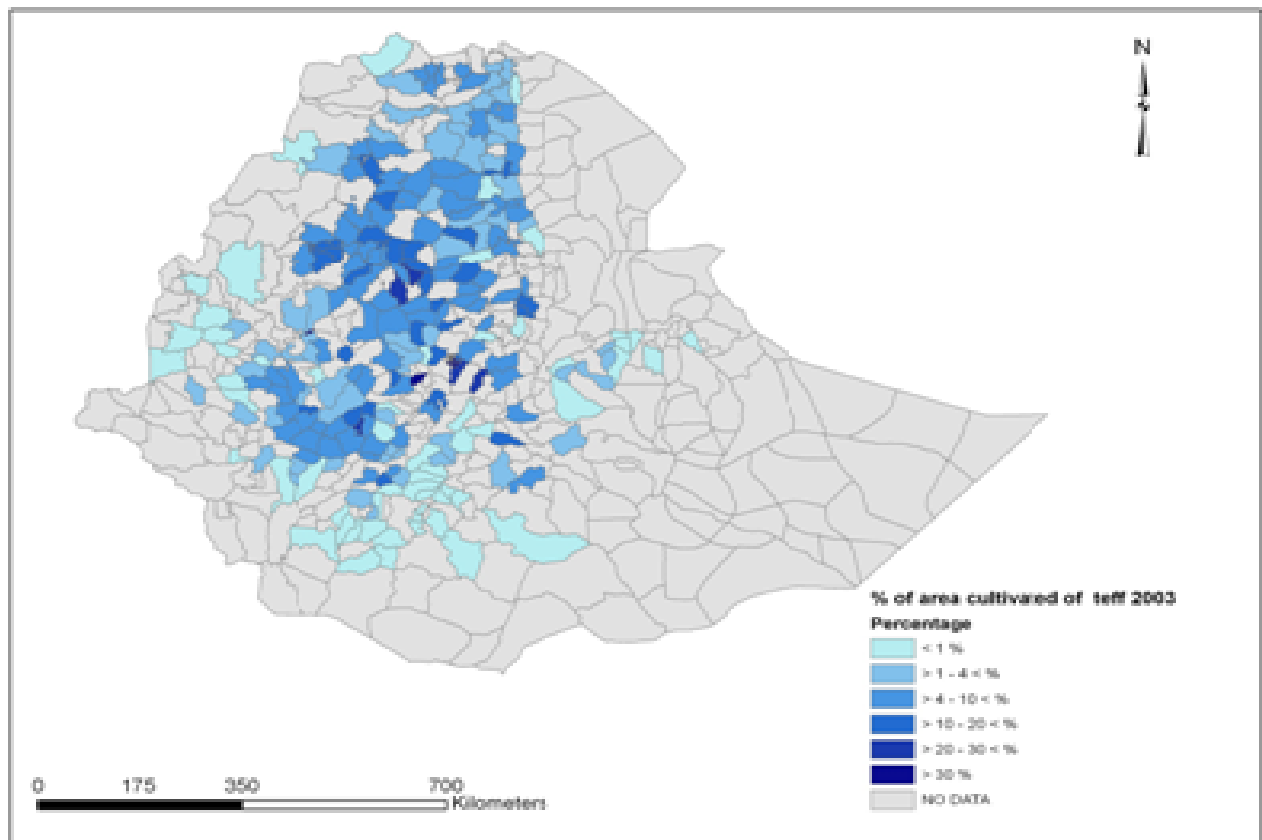 N
% of area cultivated of teff 2003
Percentage
< 1 %
> 1 - 4 < %
> 4 - 10 < %
> 10 - 20 < %
> 20 - 30 < %
> 30 %
NO DATA
0 175 350 700
Kilometers